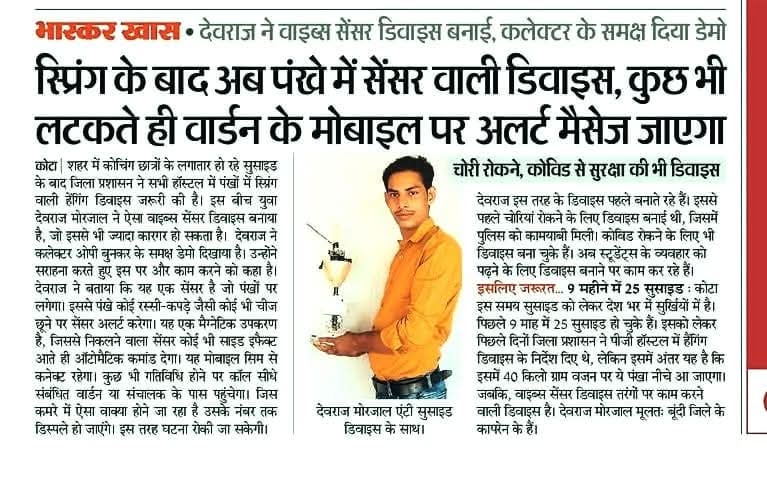 भास्कर खास • देवराज ने वाइब्स सेंसर डिवाइस बनाई, कलेक्टर के समक्ष दिया डेमो
स्प्रिंग के बाद अब पंखे में सेंसर वाली डिवाइस, कुछ भी
लटकते ही वार्डन के मोबाइल पर अलर्ट मैसेज जाएगा
कोटा | शहर में कोचिंग छात्रों के लगातार हो रहे सुसाइड
के बाद जिला प्रशासन ने सभी हॉस्टल में पंखों में स्प्रिंग
वाली हैंगिंग डिवाइस जरूरी की है। इस बीच युवा
देवराज मोरजाल ने ऐसा वाइब्स सेंसर डिवाइस बनाया
है, जो इससे भी ज्यादा कारगर हो सकता है। देवराज ने
कलेक्टर ओपी बुनकर के समक्ष डेमो दिखाया है। उन्होंने
सराहना करते हुए इस पर और काम करने को कहा है।
देवराज ने बताया कि यह एक सेंसर है जो पंखों पर
लगेगा। इससे पंखे कोई रस्सी-कपड़े जैसी कोई भी चीज
छूने पर सेंसर अलर्ट करेगा। यह एक मैग्नेटिक उपकरण
है, जिससे निकलने वाला सेंसर कोई भी साइड इफैक्ट
आते ही ऑटोमैटिक कमांड देगा। यह मोबाइल सिम से
कनेक्ट रहेगा। कुछ भी गतिविधि होने पर कॉल सीधे
संबंधित वार्डन या संचालक के पास पहुंचेगा। जिस
कमरे में ऐसा वाक्या होने जा रहा है उसके नंबर तक
डिस्प्ले हो जाएंगे। इस तरह घटना रोकी जा सकेगी।
देवराज मोरजाल एंटी सुसाइड
डिवाइस के साथ।
चोरी रोकने, कोविड से सुरक्षा की भी डिवाइस
देवराज इस तरह के डिवाइस पहले बनाते रहे हैं। इससे
पहले चोरियां रोकने के लिए डिवाइस बनाई थी, जिसमें
पुलिस को कामयाबी मिली। कोविड रोकने के लिए भी
डिवाइस बना चुके हैं। अब स्टूडेंट्स के व्यवहार को
पढ़ने के लिए डिवाइस बनाने पर काम कर रहे हैं।
इसलिए जरूरत... 9 महीने में 25 सुसाइड : कोटा
इस समय सुसाइड को लेकर देश भर में सुर्खियों में है।
पिछले 9 माह में 25 सुसाइड हो चुके हैं। इसको लेकर
पिछले दिनों जिला प्रशासन ने पीजी हॉस्टल में हैंगिंग
डिवाइस के निर्देश दिए थे, लेकिन इसमें अंतर यह है कि
इसमें 40 किलो ग्राम वजन पर ये पंखा नीचे आ जाएगा।
जबकि, वाइब्स सेंसर डिवाइस तरंगों पर काम करने
वाली डिवाइस है। देवराज मोरजाल मूलत: बूंदी जिले के
कापरेन के हैं।